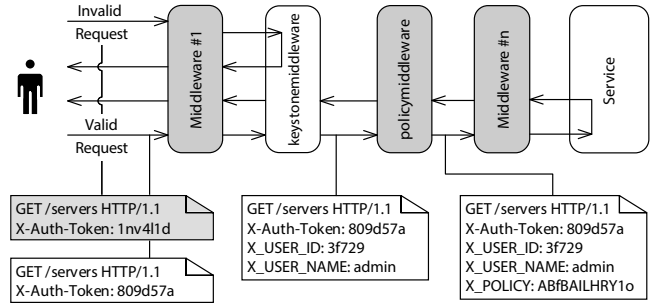 Invalid
Request
Valid
Request
Middleware #1
keystonemiddleware
policymiddleware
Middleware #n
Service
GET /servers HTTP/1.1
X-Auth-Token: 1nv4l1d
GET /servers HTTP/1.1
X-Auth-Token: 809d57a
GET /servers HTTP/1.1
X-Auth-Token: 809d57a
X_USER_ID: 3f729
X_USER_NAME: admin
GET /servers HTTP/1.1
X-Auth-Token: 809d57a
X_USER_ID: 3f729
X_USER_NAME: admin
X_POLICY: ABfBAILHRY1o